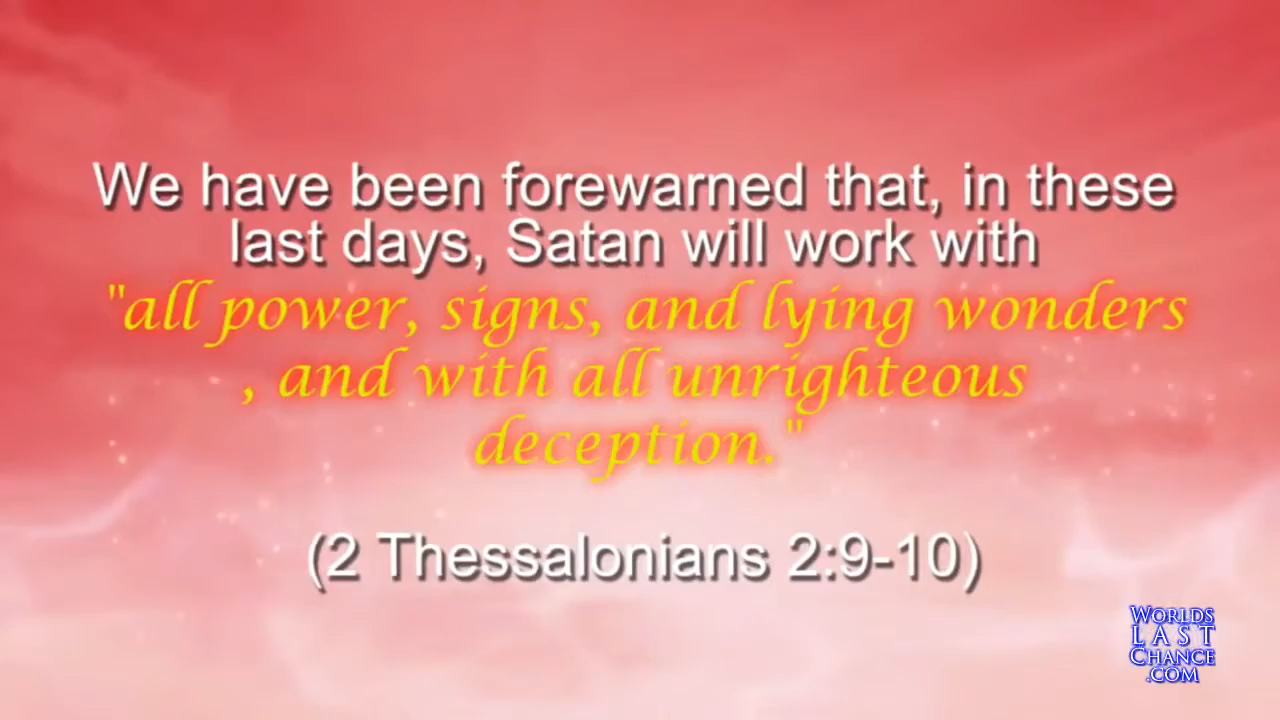 We have been forewarned that, in these
last days, Satan will work with
"all power, signs, and lying wonders
, and with all unrighteous
deception."
(2 Thessalonians 2:9-10)
WORLDS
LAST
CHANCE
.COM